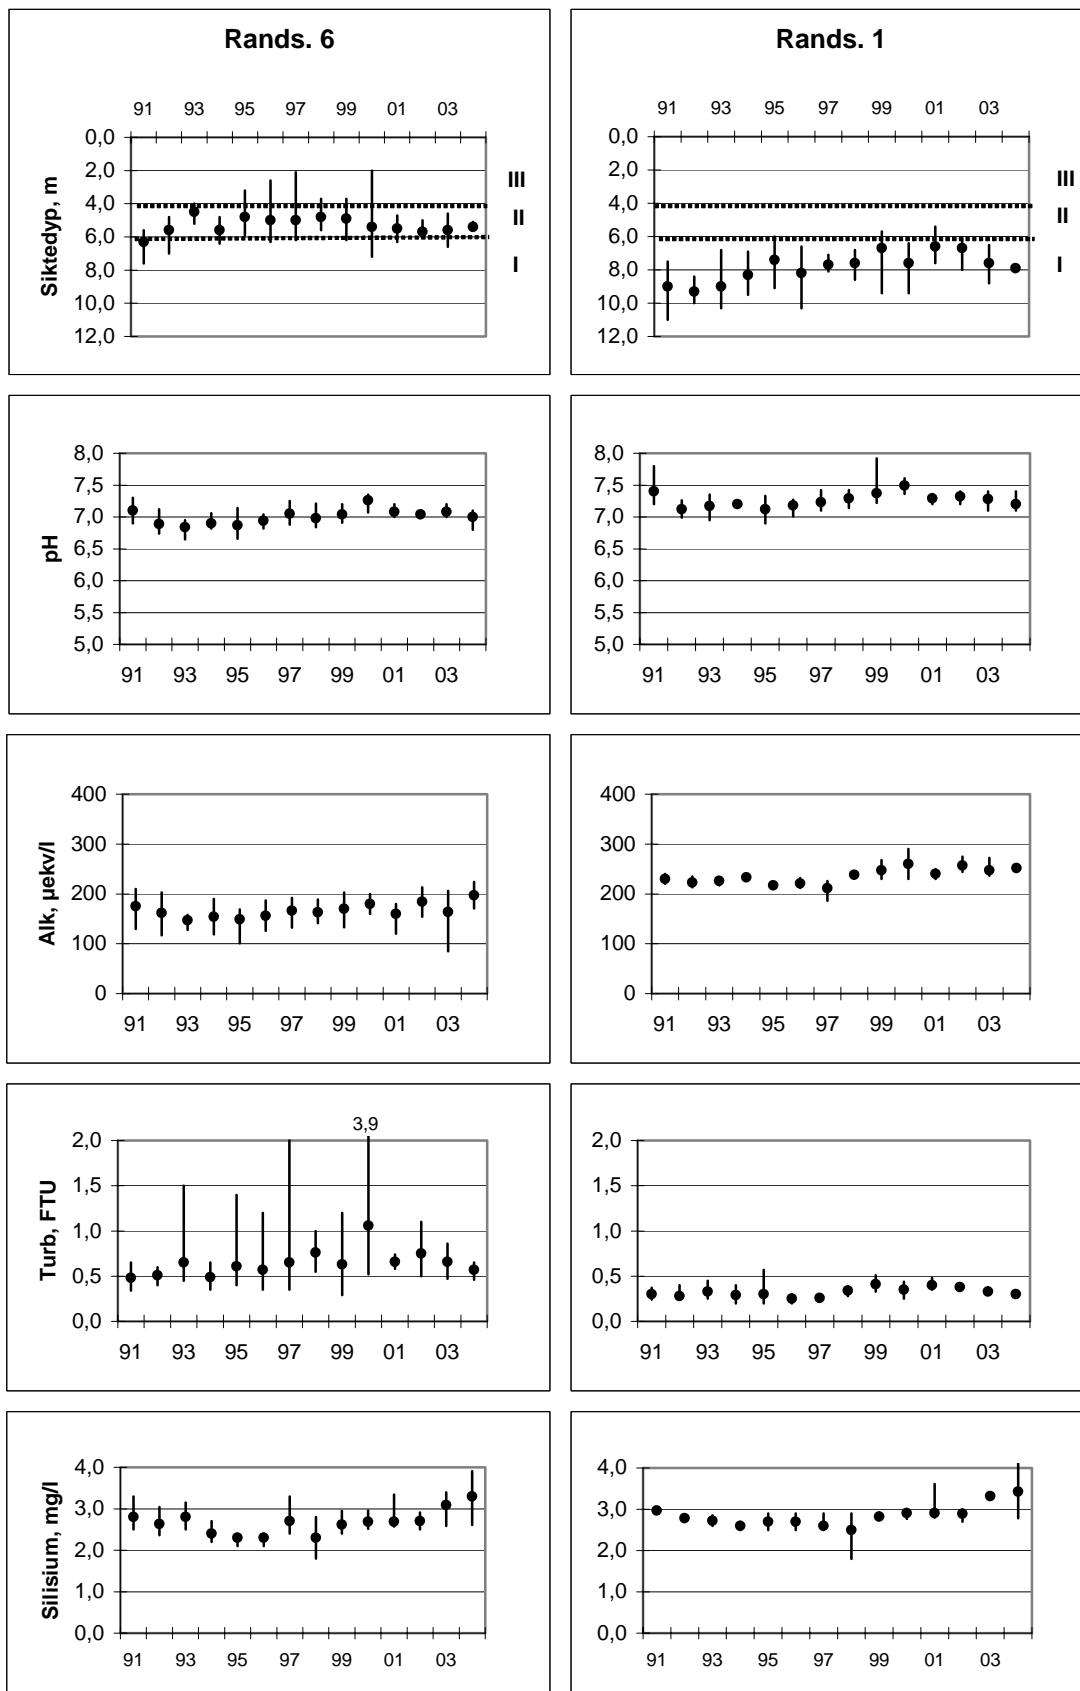 Rands. 6
91 93 95 97 99 01 03
0,0
2,0
4,0
6,0
8,0
10,0
12,0
Siktedyp, m
III
II
I
Rands. 1
91 93 95 97 99 01 03
0,0
2,0
4,0
6,0
8,0
10,0
12,0
III
II
I
8,0
7,5
7,0
6,5
6,0
5,5
5,0
pH
91 93 95 97 99 01 03
8,0
7,5
7,0
6,5
6,0
5,5
5,0
91 93 95 97 99 01 03
400
300
200
100
0
Alk, µekv/l
91 93 95 97 99 01 03
400
300
200
100
0
91 93 95 97 99 01 03
3,9
2,0
1,5
1,0
0,5
0,0
Turb, FTU
91 93 95 97 99 01 03
2,0
1,5
1,0
0,5
0,0
91 93 95 97 99 01 03
4,0
3,0
2,0
1,0
0,0
Silisium, mg/l
91 93 95 97 99 01 03
4,0
3,0
2,0
1,0
0,0
91 93 95 97 99 01 03